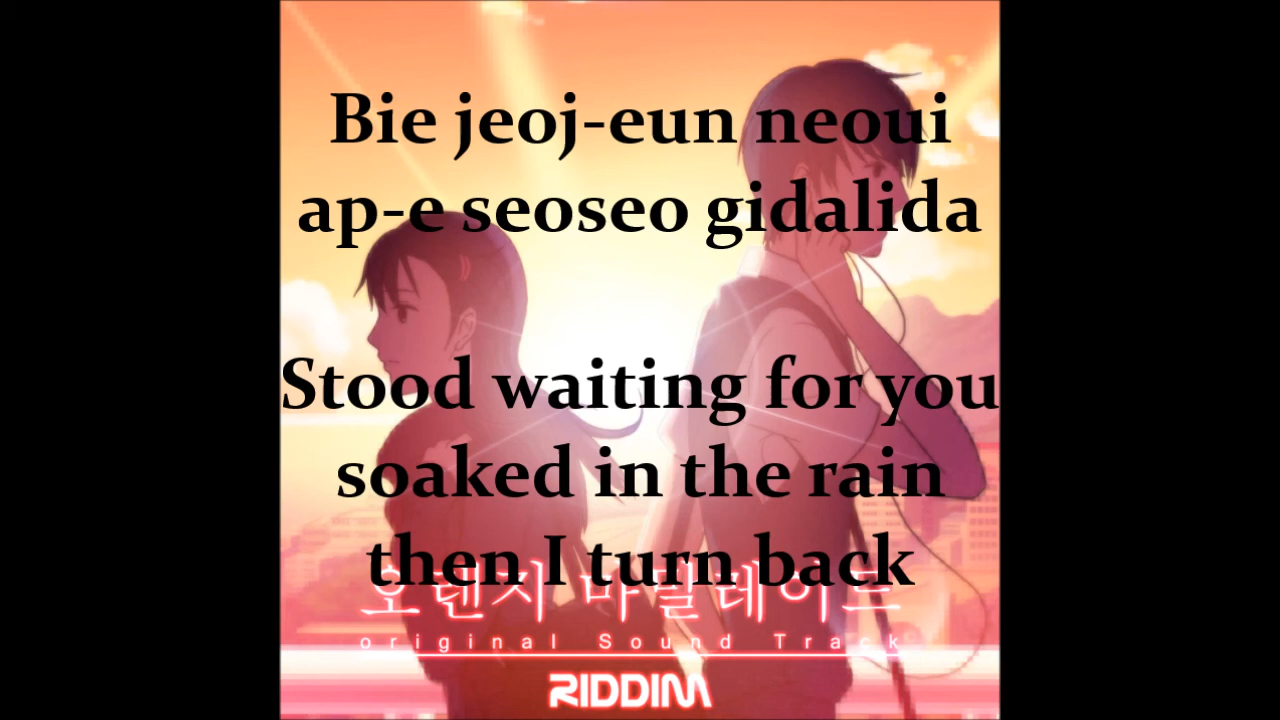 Bie jeoj-eun neoui
ap-e seoseo gidalida
Stood waiting for you
soaked in the rain
then I turn back
오렌지 마말레이드
original Sound Track
RIDDIM